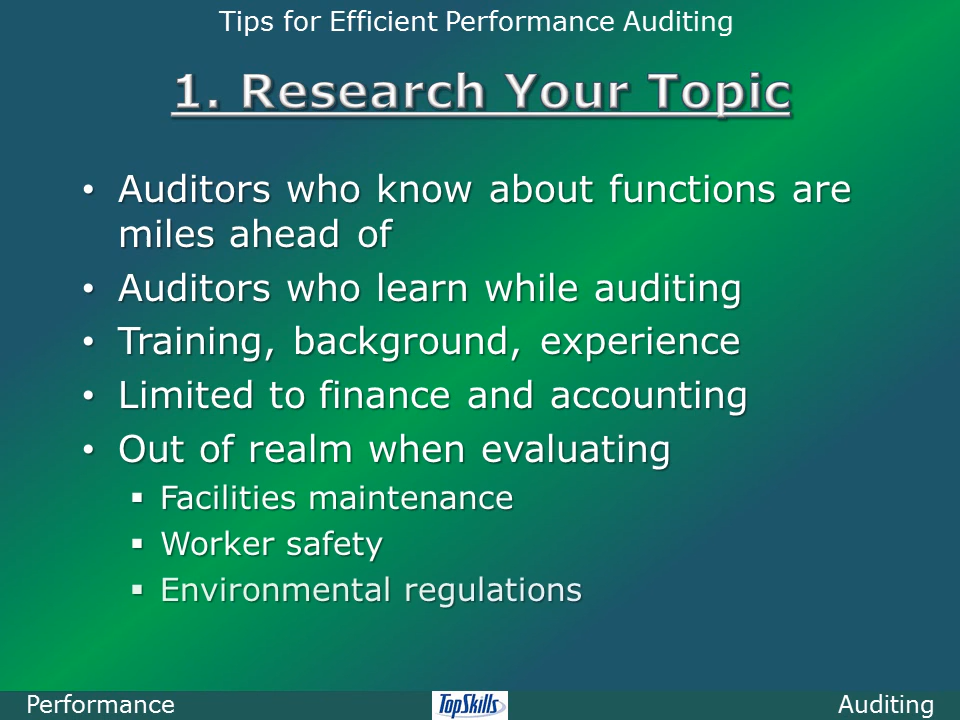 Tips for Efficient Performance Auditing
1. Research Your Topic
• Auditors who know about functions are
miles ahead of
• Auditors who learn while auditing
• Training, background, experience
• Limited to finance and accounting
• Out of realm when evaluating
▪ Facilities maintenance
▪ Worker safety
▪ Environmental regulations
Performance TopSkills Auditing